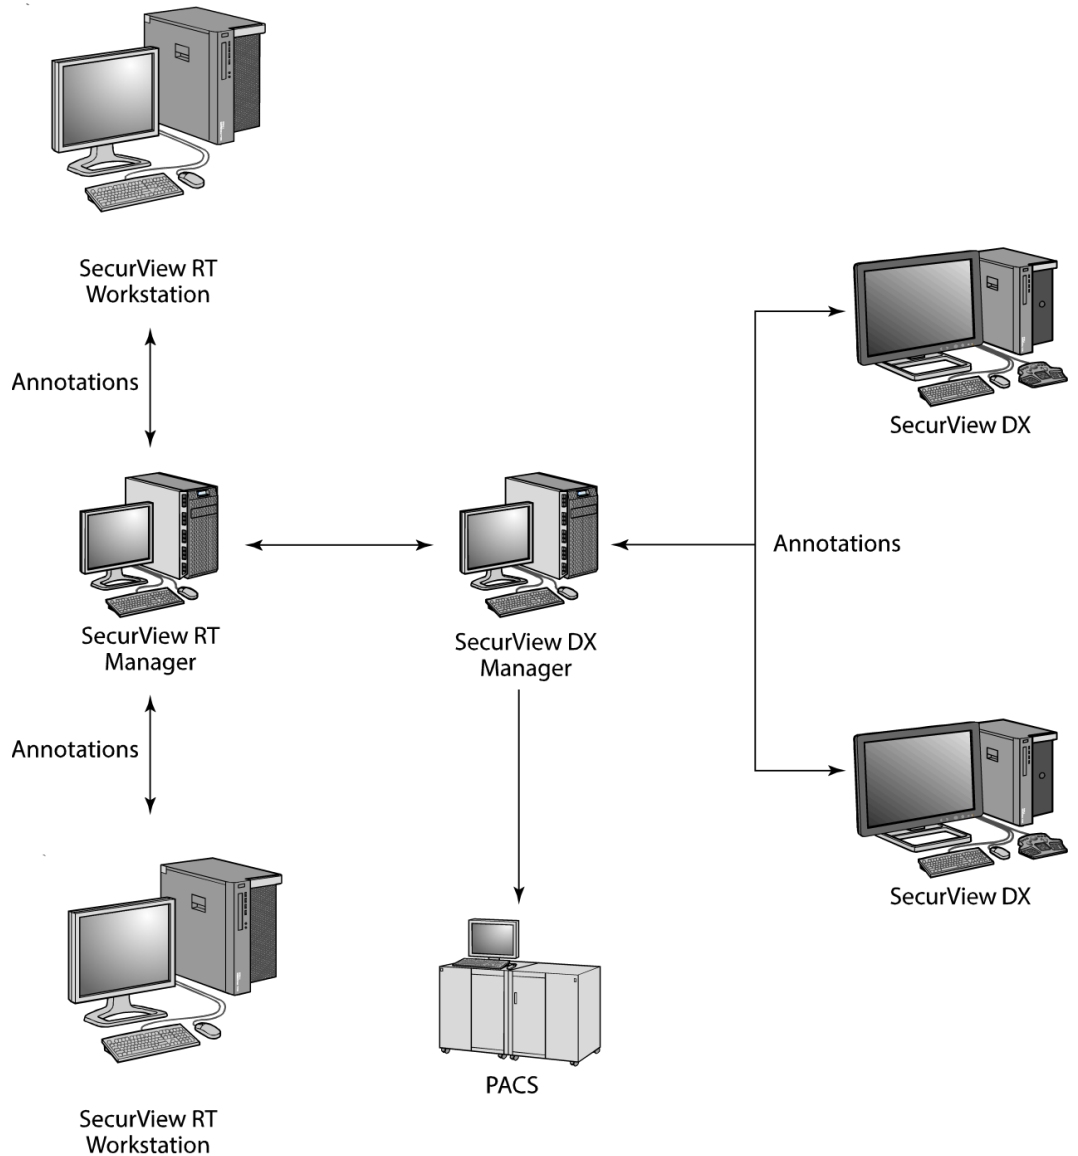 SecurView RT
Workstation
Annotations
SecurView DX
Annotations
SecurView RT
Manager
SecurView DX
Manager
Annotations
SecurView DX
PACS
SecurView RT
Workstation